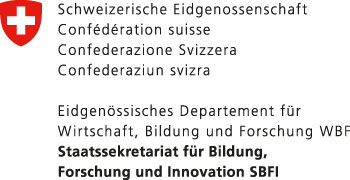 Schweizerische Eidgenossenschaft
Confédération suisse
Confederazione Svizzera
Confederaziun svizra
Eidgenössisches Departement für
Wirtschaft, Bildung und Forschung WBF
Staatssekretariat für Bildung,
Forschung und Innovation SBFI